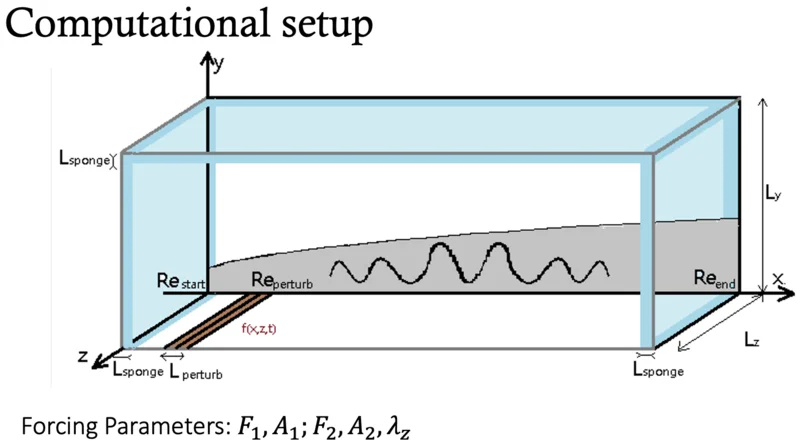 Computational setup
y
Lsponge
Ly
Restart
Reperturb
Reend
x
f(x,z,t)
z
Lsponge
Lperturb
Lsponge
Lz
Forcing Parameters: F₁, A₁; F₂, A₂, λz